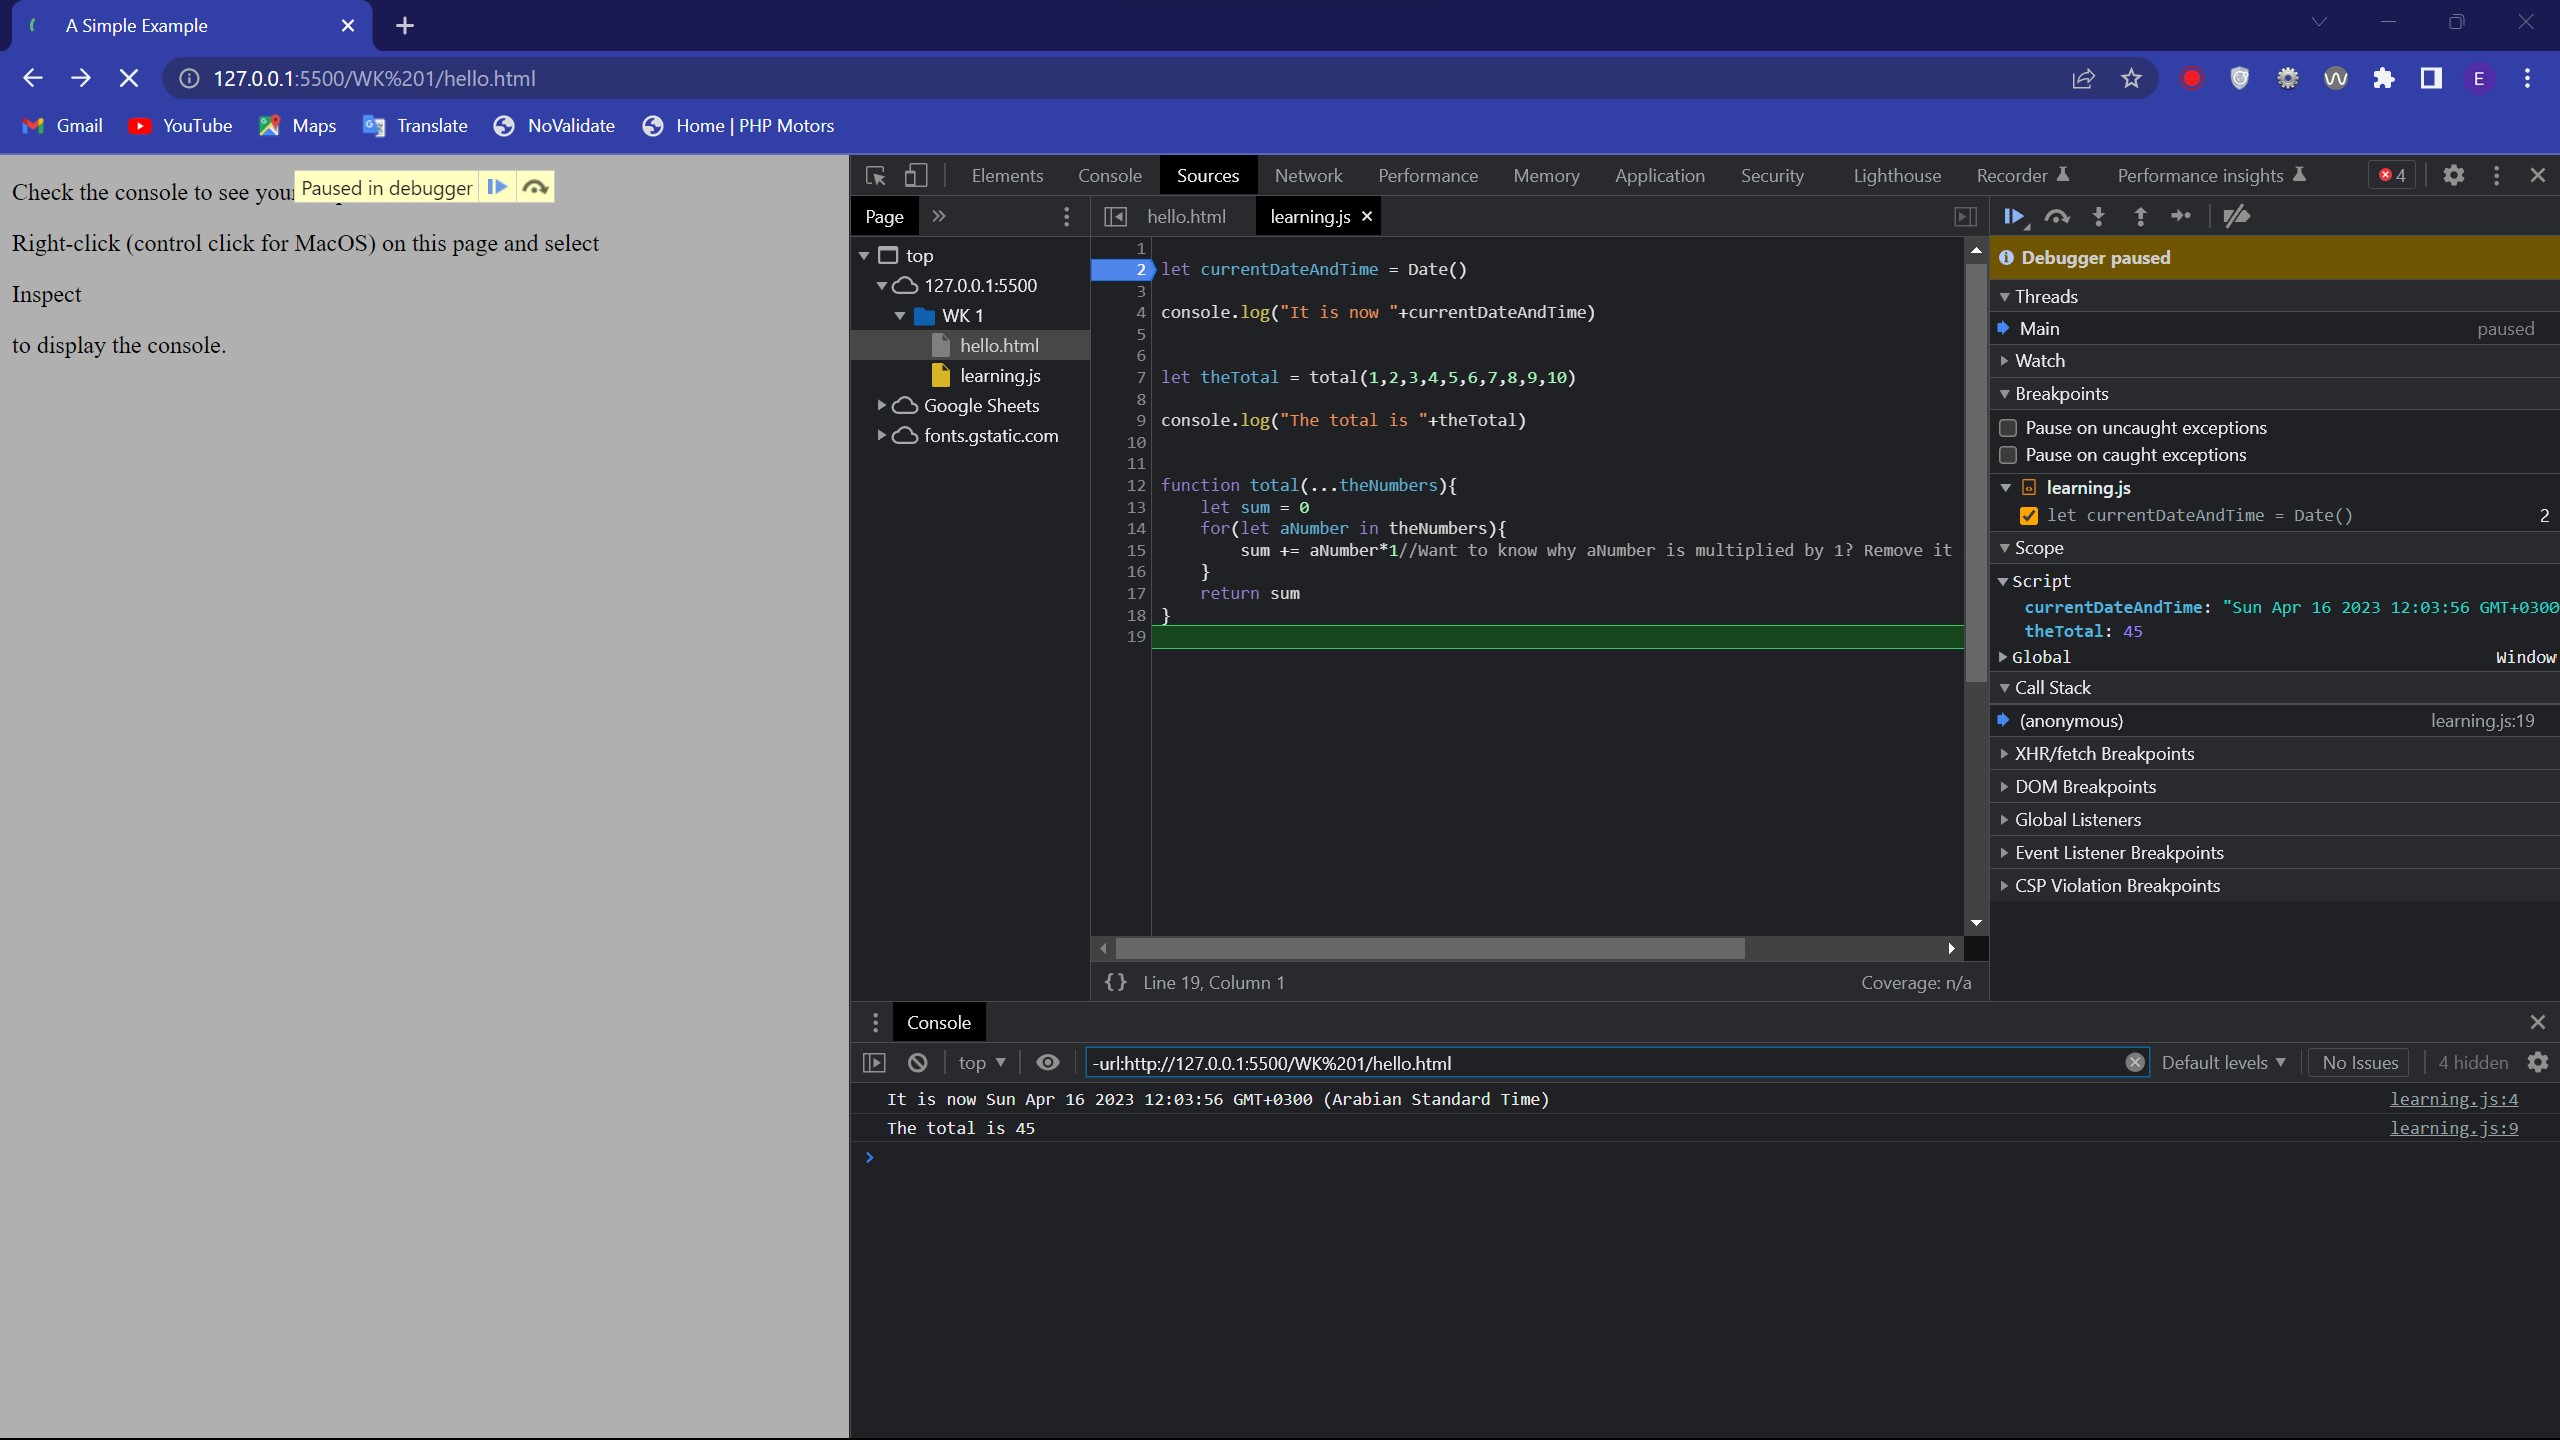 A Simple Example
127.0.0.1:5500/WK%201/hello.html
E
Gmail YouTube Maps Translate NoValidate Home | PHP Motors
Check the console to see your
Paused in debugger
Right-click (control click for MacOS) on this page and select
Inspect
to display the console.
Elements Console Sources Network Performance Memory Application Security Lighthouse Recorder Performance insights 4
Page
top
127.0.0.1:5500
WK 1
hello.html
learning.js
Google Sheets
fonts.gstatic.com
hello.html learning.js
1
2 let currentDateAndTime = Date()
3
4 console.log("It is now "+currentDateAndTime)
5
6
7 let theTotal = total(1,2,3,4,5,6,7,8,9,10)
8
9 console.log("The total is "+theTotal)
10
11
12 function total(...theNumbers){
13 let sum = 0
14 for(let aNumber in theNumbers){
15 sum += aNumber*1//Want to know why aNumber is multiplied by 1? Remove it
16 }
17 return sum
18 }
19
{} Line 19, Column 1 Coverage: n/a
Debugger paused
Threads
Main paused
Watch
Breakpoints
Pause on uncaught exceptions
Pause on caught exceptions
learning.js
let currentDateAndTime = Date() 2
Scope
Script
currentDateAndTime: "Sun Apr 16 2023 12:03:56 GMT+0300
theTotal: 45
Global Window
Call Stack
(anonymous) learning.js:19
XHR/fetch Breakpoints
DOM Breakpoints
Global Listeners
Event Listener Breakpoints
CSP Violation Breakpoints
Console
top -url:http://127.0.0.1:5500/WK%201/hello.html Default levels No Issues 4 hidden
It is now Sun Apr 16 2023 12:03:56 GMT+0300 (Arabian Standard Time) learning.js:4
The total is 45 learning.js:9